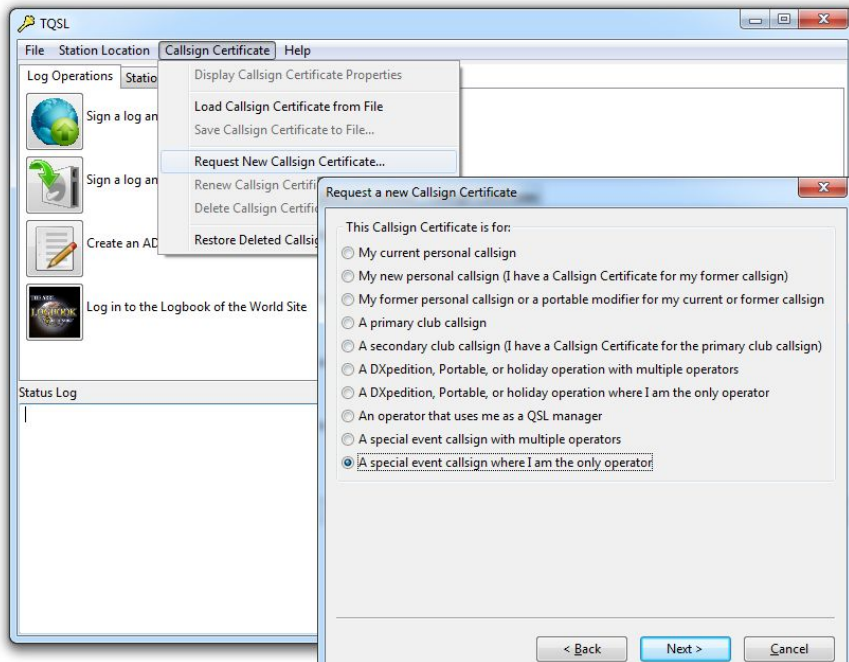 TQSL
File Station Location Callsign Certificate Help
Log Operations Statio
Display Callsign Certificate Properties
Load Callsign Certificate from File
Save Callsign Certificate to File...
Request New Callsign Certificate...
Renew Callsign Certifi
Delete Callsign Certific
Restore Deleted Callsig
Sign a log an
Sign a log an
Create an AD
LOGBOOK
Log in to the Logbook of the World Site
Status Log
Request a new Callsign Certificate
This Callsign Certificate is for:
My current personal callsign
My new personal callsign (I have a Callsign Certificate for my former callsign)
My former personal callsign or a portable modifier for my current or former callsign
A primary club callsign
A secondary club callsign (I have a Callsign Certificate for the primary club callsign)
A DXpedition, Portable, or holiday operation with multiple operators
A DXpedition, Portable, or holiday operation where I am the only operator
An operator that uses me as a QSL manager
A special event callsign with multiple operators
A special event callsign where I am the only operator
< Back Next > Cancel